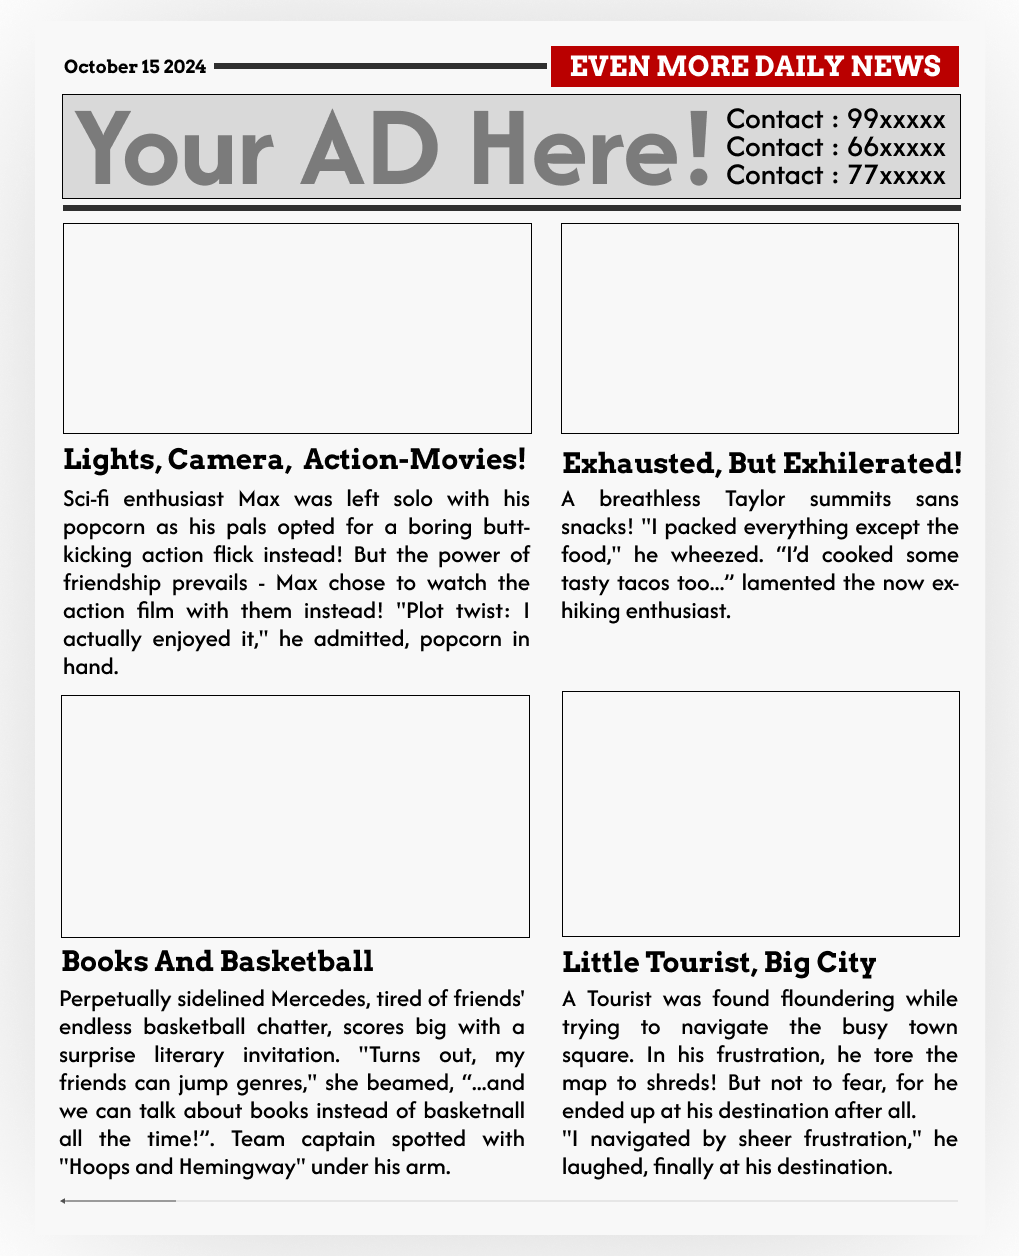 October 15 2024
EVEN MORE DAILY NEWS
Your AD Here!
Contact : 99xxxxx
Contact : 66xxxxx
Contact : 77xxxxx
Lights, Camera, Action-Movies!
Sci-fi enthusiast Max was left solo with his
popcorn as his pals opted for a boring butt-
kicking action flick instead! But the power of
friendship prevails - Max chose to watch the
action film with them instead! "Plot twist: I
actually enjoyed it," he admitted, popcorn in
hand.
Exhausted, But Exhilerated!
A breathless Taylor summits sans
snacks! "I packed everything except the
food," he wheezed. “I’d cooked some
tasty tacos too...” lamented the now ex-
hiking enthusiast.
Books And Basketball
Perpetually sidelined Mercedes, tired of friends'
endless basketball chatter, scores big with a
surprise literary invitation. "Turns out, my
friends can jump genres," she beamed, “...and
we can talk about books instead of basketnall
all the time!”. Team captain spotted with
"Hoops and Hemingway" under his arm.
Little Tourist, Big City
A Tourist was found floundering while
trying to navigate the busy town
square. In his frustration, he tore the
map to shreds! But not to fear, for he
ended up at his destination after all.
"I navigated by sheer frustration," he
laughed, finally at his destination.